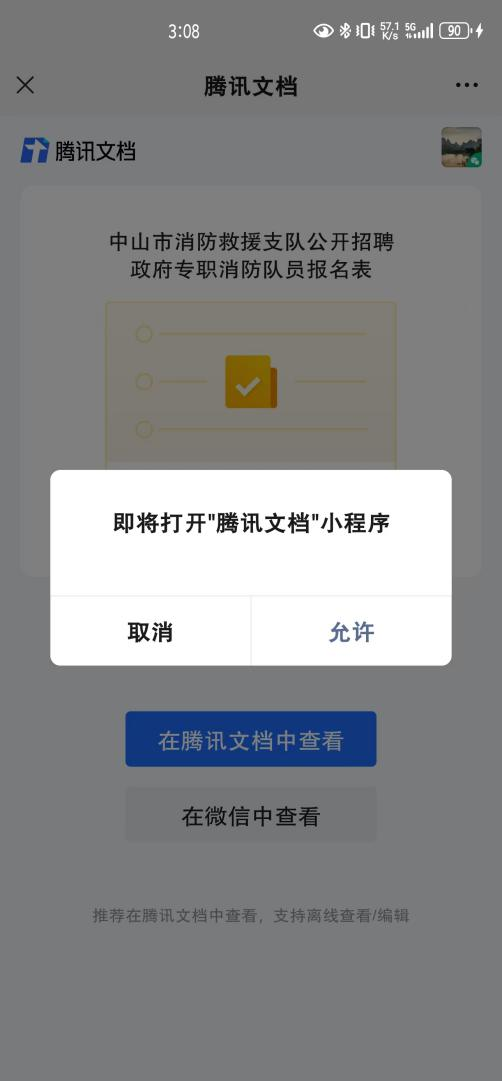 3:08
57.1
K/s
5G
90
腾讯文档
腾讯文档
中山市消防救援支队公开招聘
政府专职消防队员报名表
即将打开"腾讯文档"小程序
取消
允许
在腾讯文档中查看
在微信中查看
推荐在腾讯文档中查看，支持离线查看/编辑